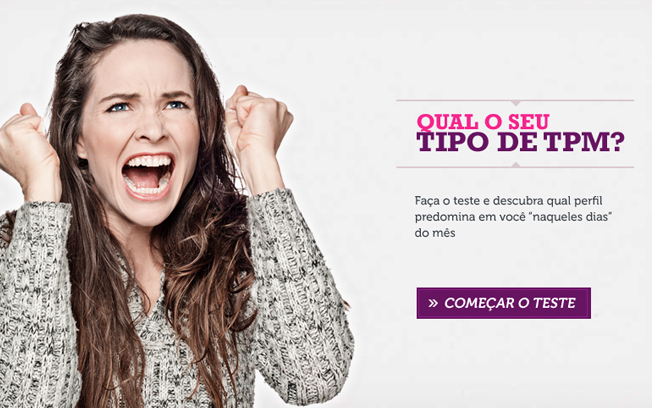 QUAL O SEU
TIPO DE TPM?
Faça o teste e descubra qual perfil
predomina em você “naqueles dias”
do mês
» COMEÇAR O TESTE